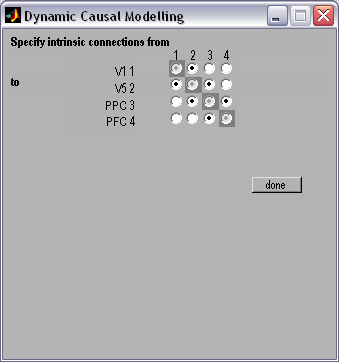 Dynamic Causal Modelling
Specify intrinsic connections from
1 2 3 4
V1 1
to
V5 2
PPC 3
PFC 4
done